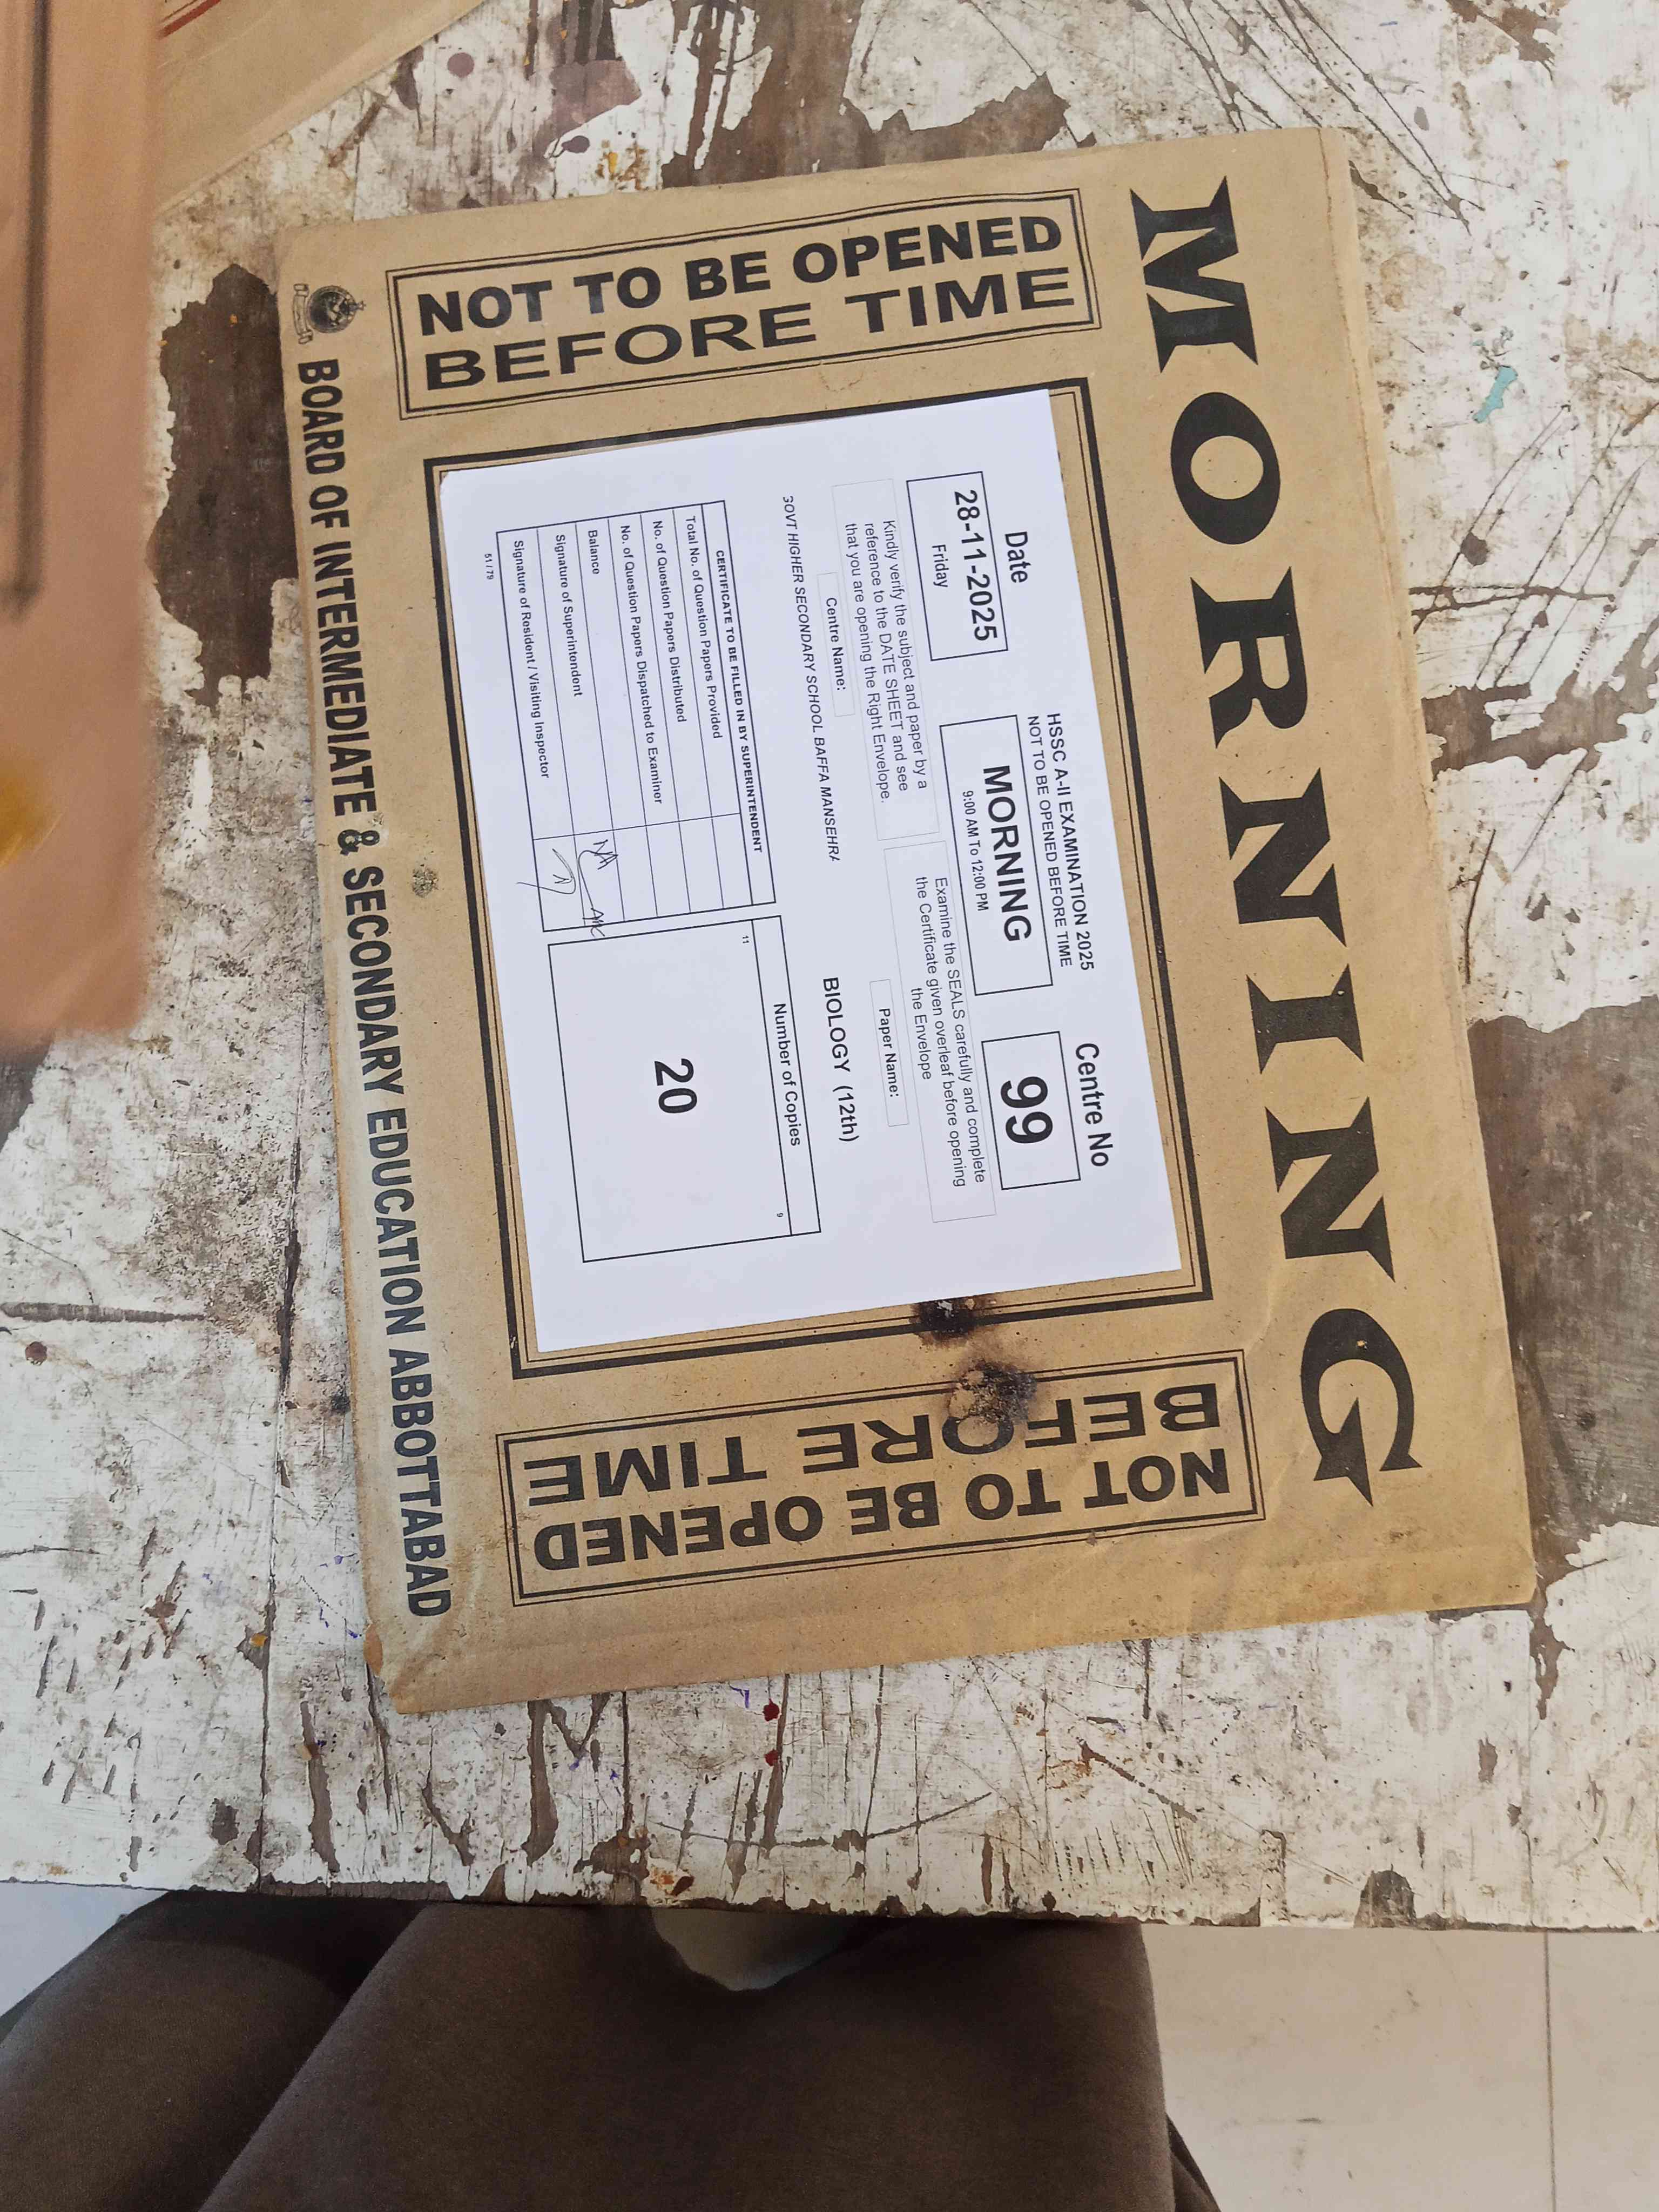 MORNING
NOT TO BE OPENED
BEFORE TIME
Date
28-11-2025
Friday
HSSC A-II EXAMINATION 2025
NOT TO BE OPENED BEFORE TIME
MORNING
9:00 AM To 12:00 PM
Centre No
99
Kindly verify the subject and paper by a
reference to the DATE SHEET and see
that you are opening the Right Envelope.
Examine the SEALS carefully and complete
the Certificate given overleaf before opening
the Envelope
Centre Name:
Paper Name:
GOVT HIGHER SECONDARY SCHOOL BAFFA MANSEHRA
BIOLOGY (12th)
CERTIFICATE TO BE FILLED IN BY SUPERINTENDENT
Total No. of Question Papers Provided
No. of Question Papers Distributed
No. of Question Papers Dispatched to Examiner
Balance
Signature of Superintendent
Signature of Resident / Visiting Inspector
Number of Copies
11
9
20
51/79
NOT TO BE OPENED
BEFORE TIME
BOARD OF INTERMEDIATE & SECONDARY EDUCATION ABBOTTABAD